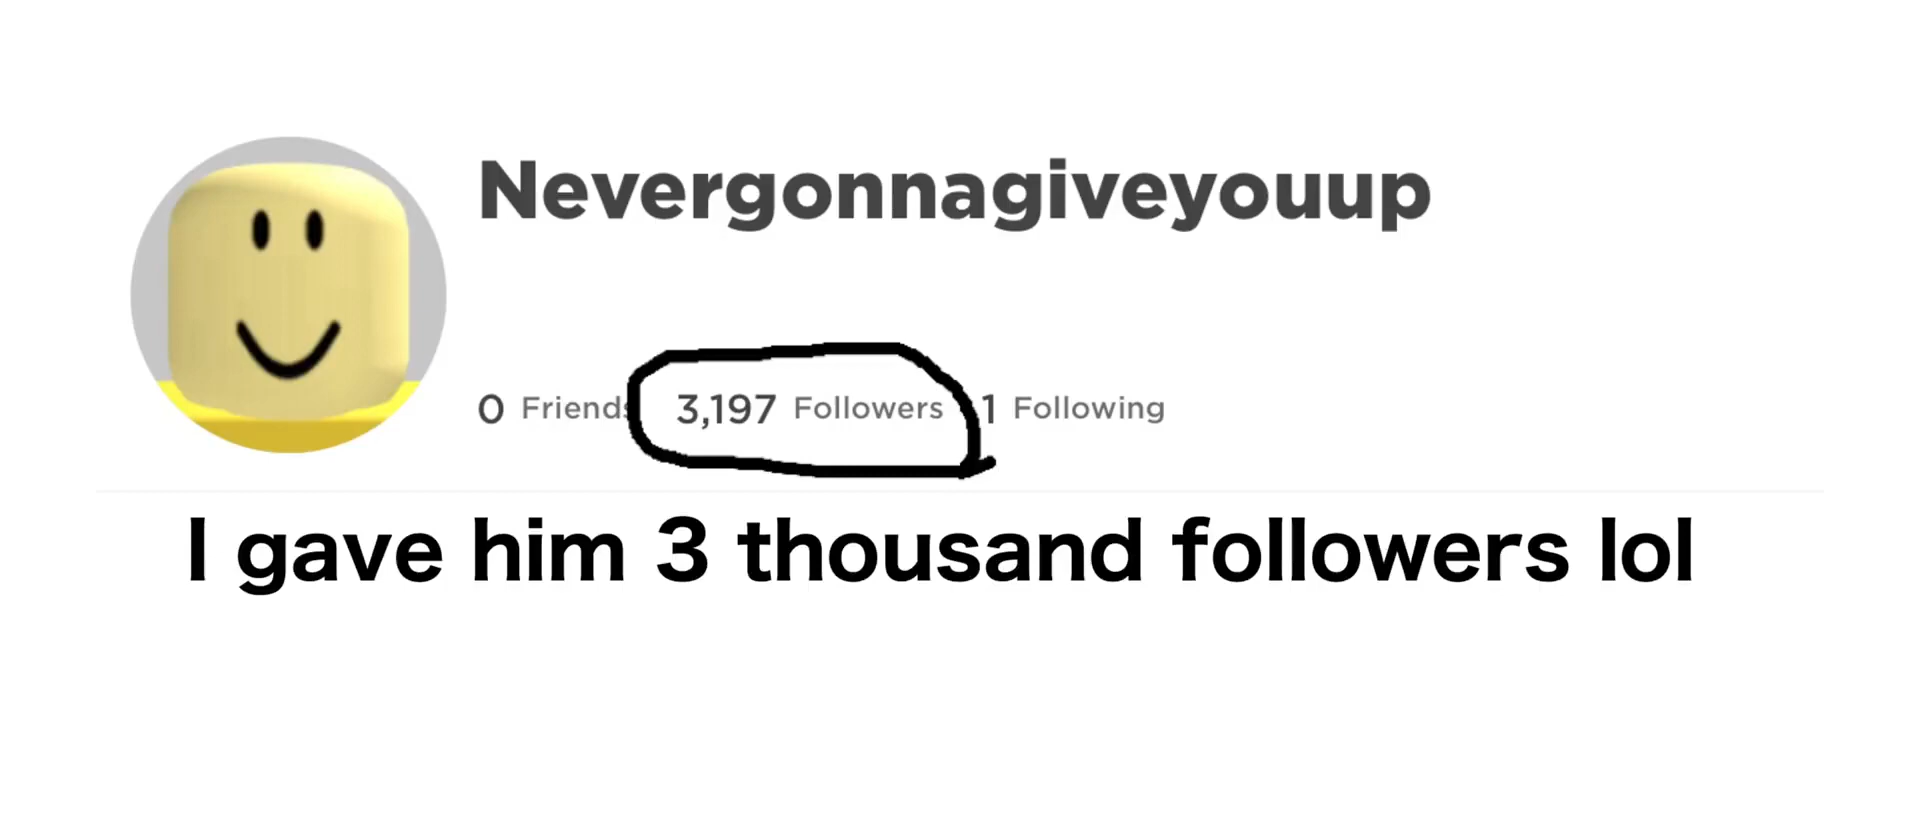 Nevergonnagiveyouup
0 Friends 3,197 Followers 1 Following
I gave him 3 thousand followers lol